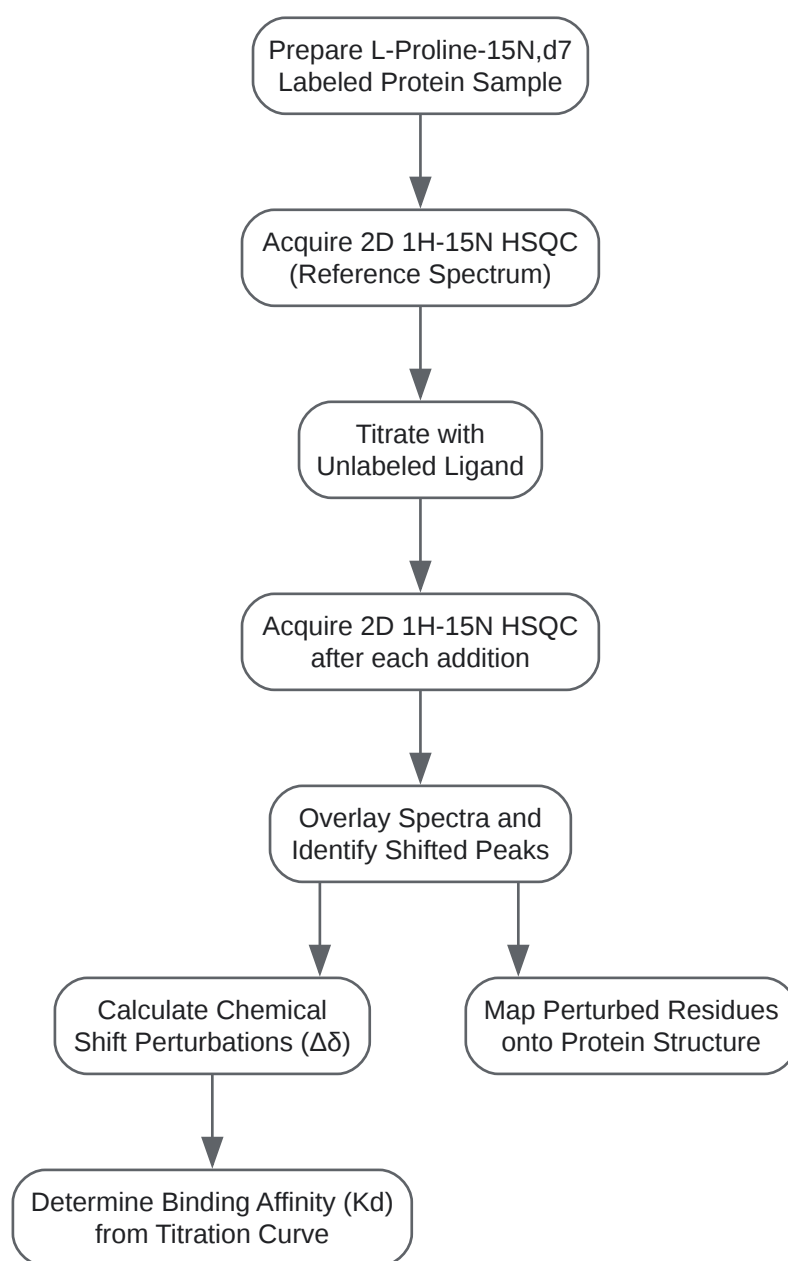 Prepare L-Proline-15N,d7
Labeled Protein Sample
Acquire 2D 1H-15N HSQC
(Reference Spectrum)
Titrate with
Unlabeled Ligand
Acquire 2D 1H-15N HSQC
after each addition
Overlay Spectra and
Identify Shifted Peaks
Calculate Chemical
Shift Perturbations (Δδ)
Map Perturbed Residues
onto Protein Structure
Determine Binding Affinity (Kd)
from Titration Curve